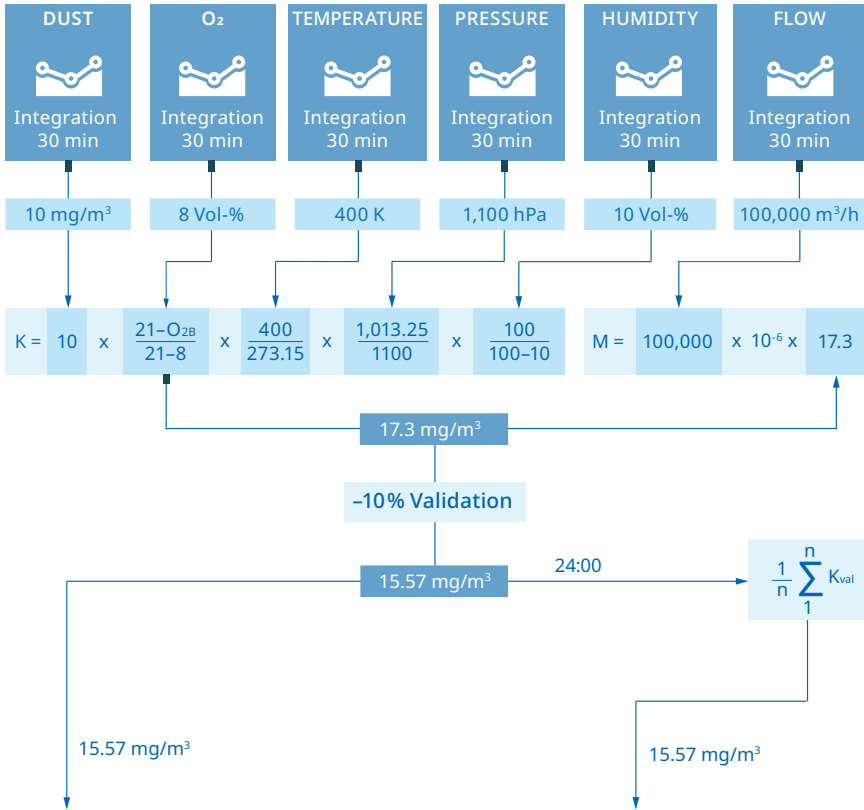 DUST
Integration
30 min
O₂
Integration
30 min
TEMPERATURE
Integration
30 min
PRESSURE
Integration
30 min
HUMIDITY
Integration
30 min
FLOW
Integration
30 min
10 mg/m³
8 Vol-%
400 K
1,100 hPa
10 Vol-%
100,000 m³/h
K = 10 x 21–O₂B / 21–8 x 400 / 273.15 x 1,013.25 / 1100 x 100 / 100–10
M = 100,000 x 10⁻⁶ x 17.3
17.3 mg/m³
–10% Validation
15.57 mg/m³
24:00
1/n n ∑ 1 Kval
15.57 mg/m³
15.57 mg/m³